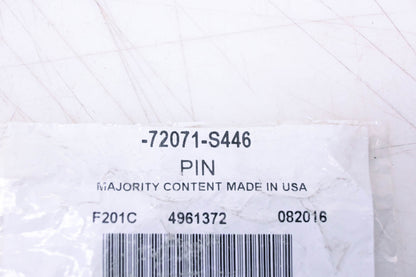 -72071-S446
PIN
MAJORITY CONTENT MADE IN USA
F201C 4961372 082016